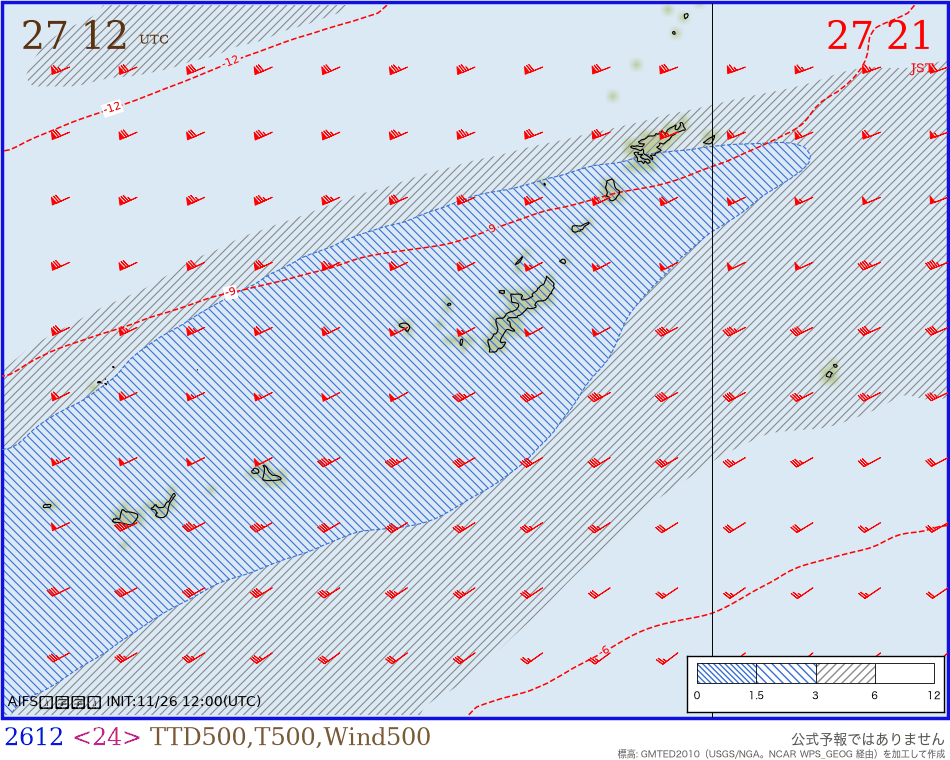 27 12 UTC
27 21
JST
-12
-12
-9
-9
-6
0 1.5 3 6 12
AIFS□□□□ INIT:11/26 12:00(UTC)
2612 <24> TTD500,T500,Wind500
公式予報ではありません
標高: GMTED2010（USGS/NGA。NCAR WPS_GEOG 経由）を加工して作成